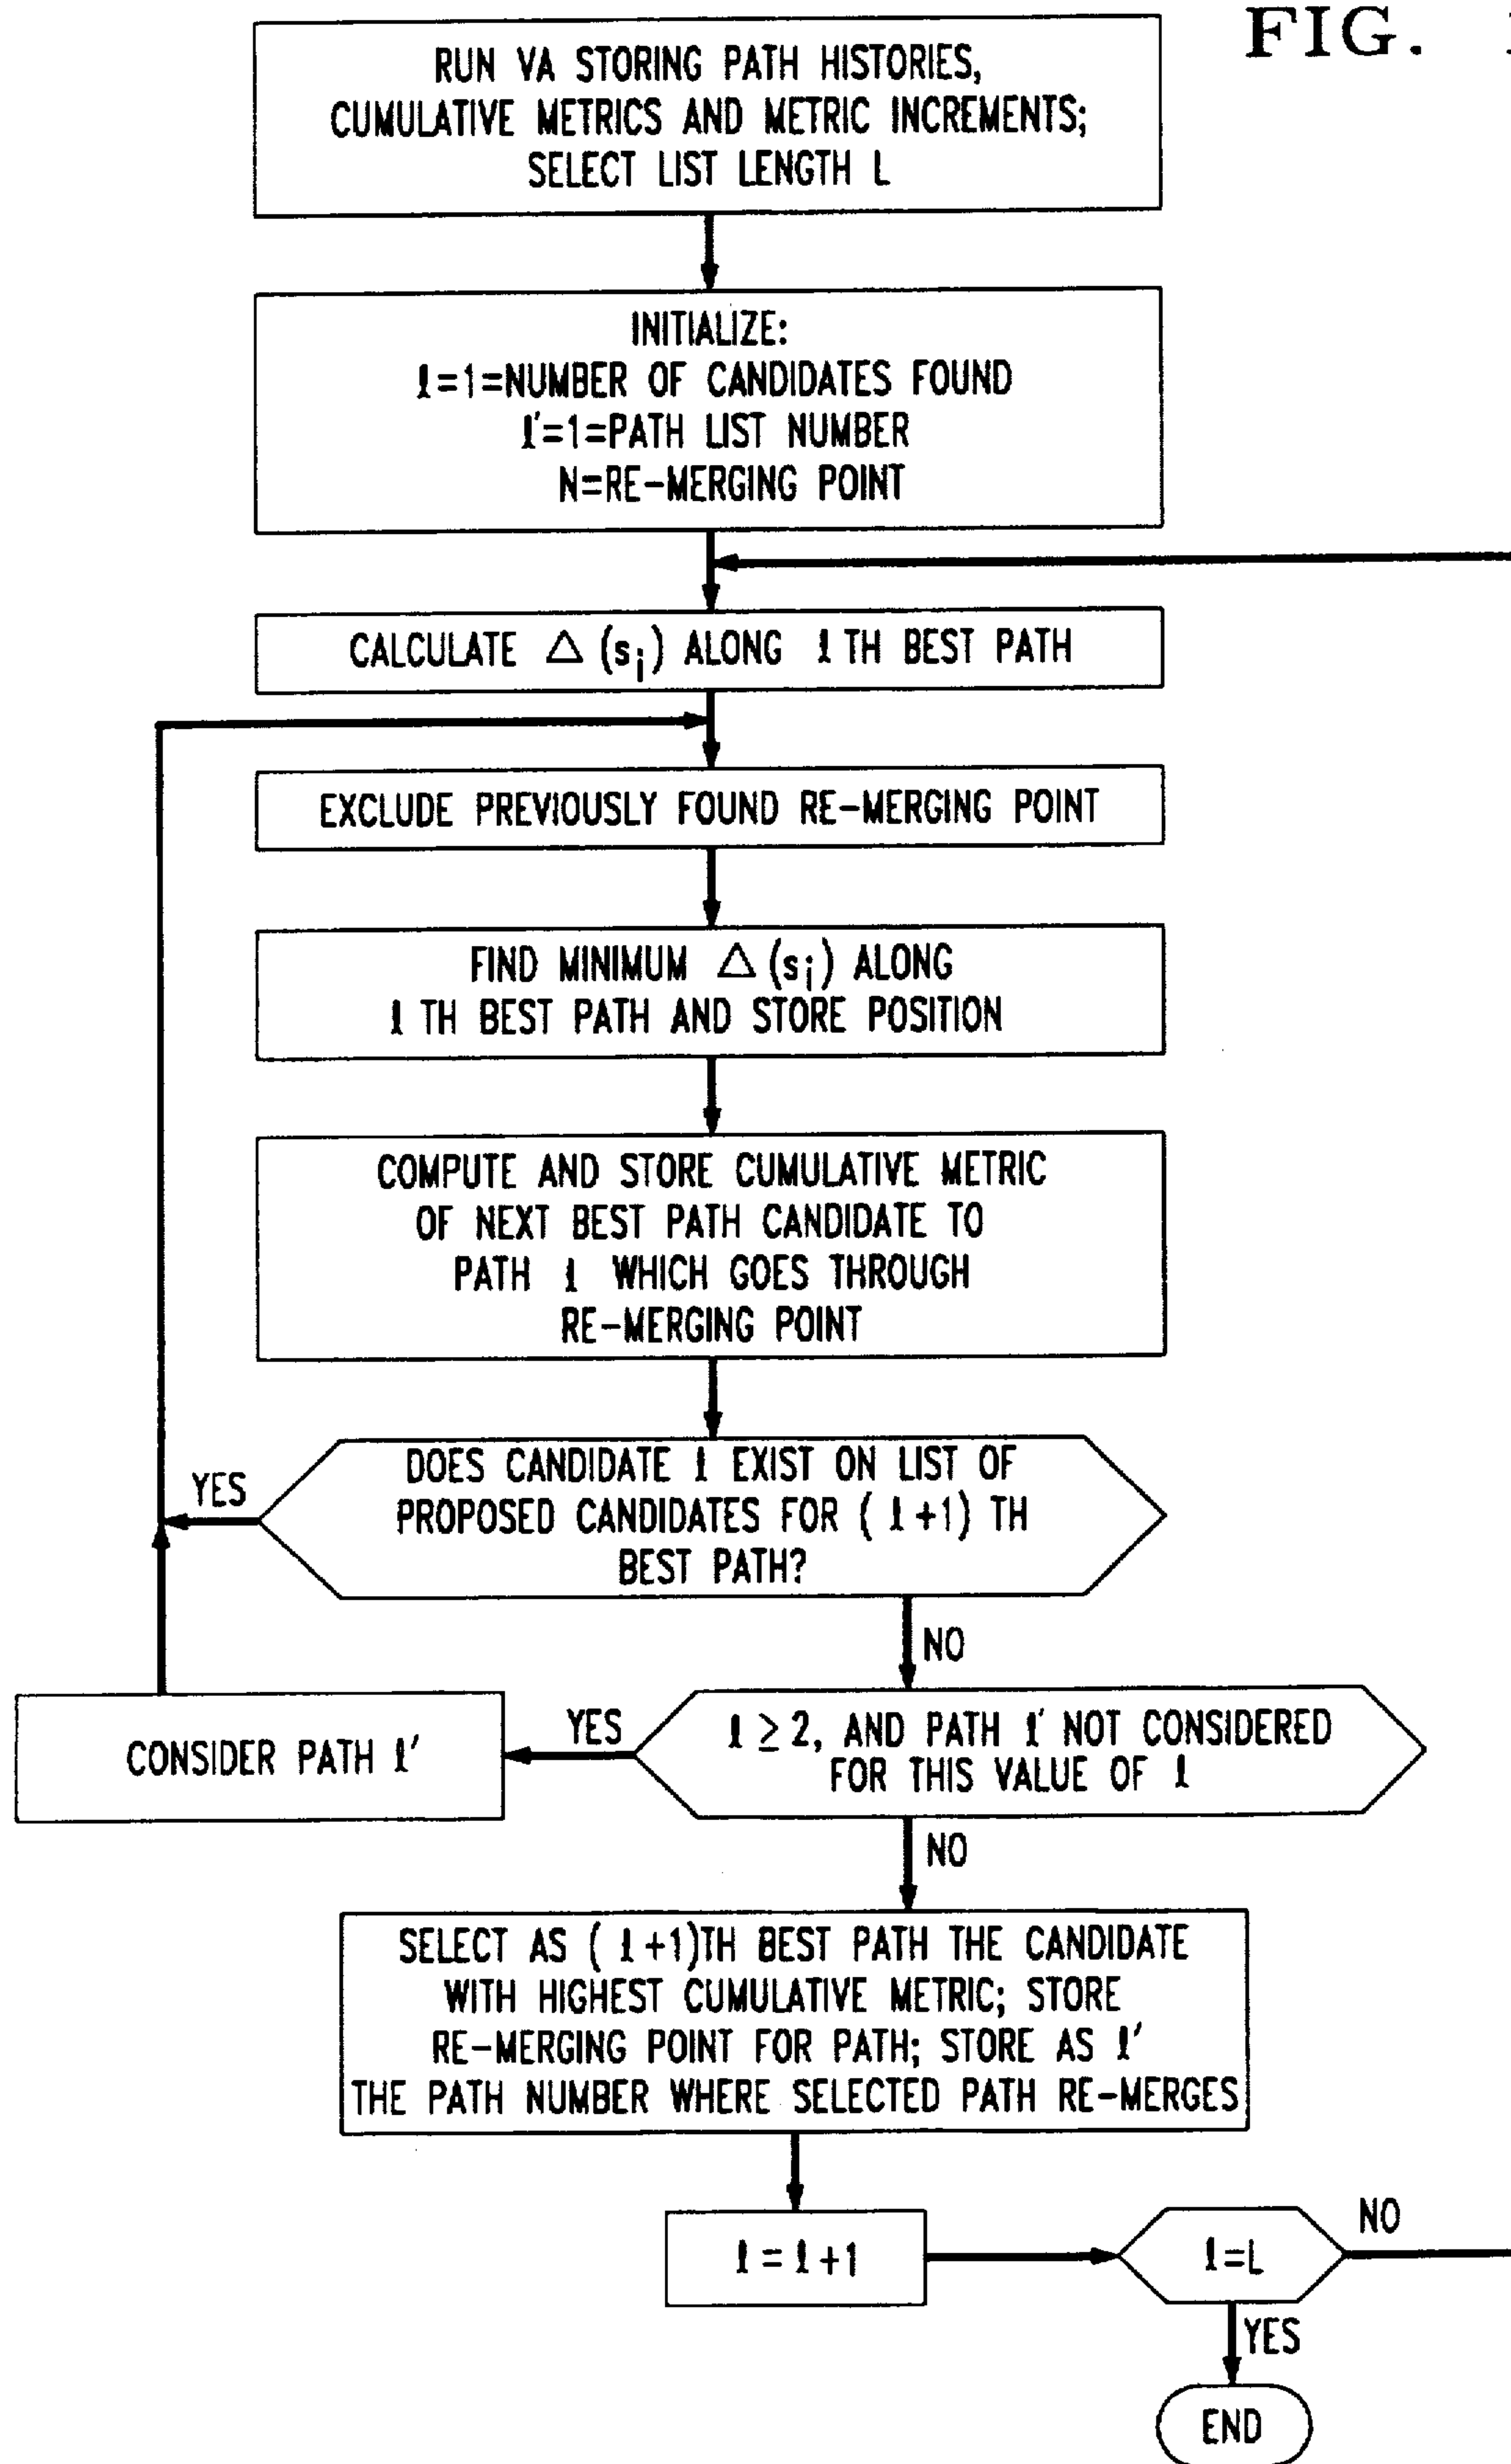 FIG.
RUN VA STORING PATH HISTORIES,
CUMULATIVE METRICS AND METRIC INCREMENTS;
SELECT LIST LENGTH L
INITIALIZE:
l=1=NUMBER OF CANDIDATES FOUND
l'=1=PATH LIST NUMBER
N=RE-MERGING POINT
CALCULATE △ (si) ALONG l TH BEST PATH
EXCLUDE PREVIOUSLY FOUND RE-MERGING POINT
FIND MINIMUM △ (si) ALONG
l TH BEST PATH AND STORE POSITION
COMPUTE AND STORE CUMULATIVE METRIC
OF NEXT BEST PATH CANDIDATE TO
PATH l WHICH GOES THROUGH
RE-MERGING POINT
DOES CANDIDATE l EXIST ON LIST OF
PROPOSED CANDIDATES FOR ( l+1) TH
BEST PATH?
YES
NO
l ≥ 2, AND PATH l' NOT CONSIDERED
FOR THIS VALUE OF l
YES
CONSIDER PATH l'
NO
SELECT AS ( l+1)TH BEST PATH THE CANDIDATE
WITH HIGHEST CUMULATIVE METRIC; STORE
RE-MERGING POINT FOR PATH; STORE AS l'
THE PATH NUMBER WHERE SELECTED PATH RE-MERGES
l = l+1
l=L
NO
YES
END